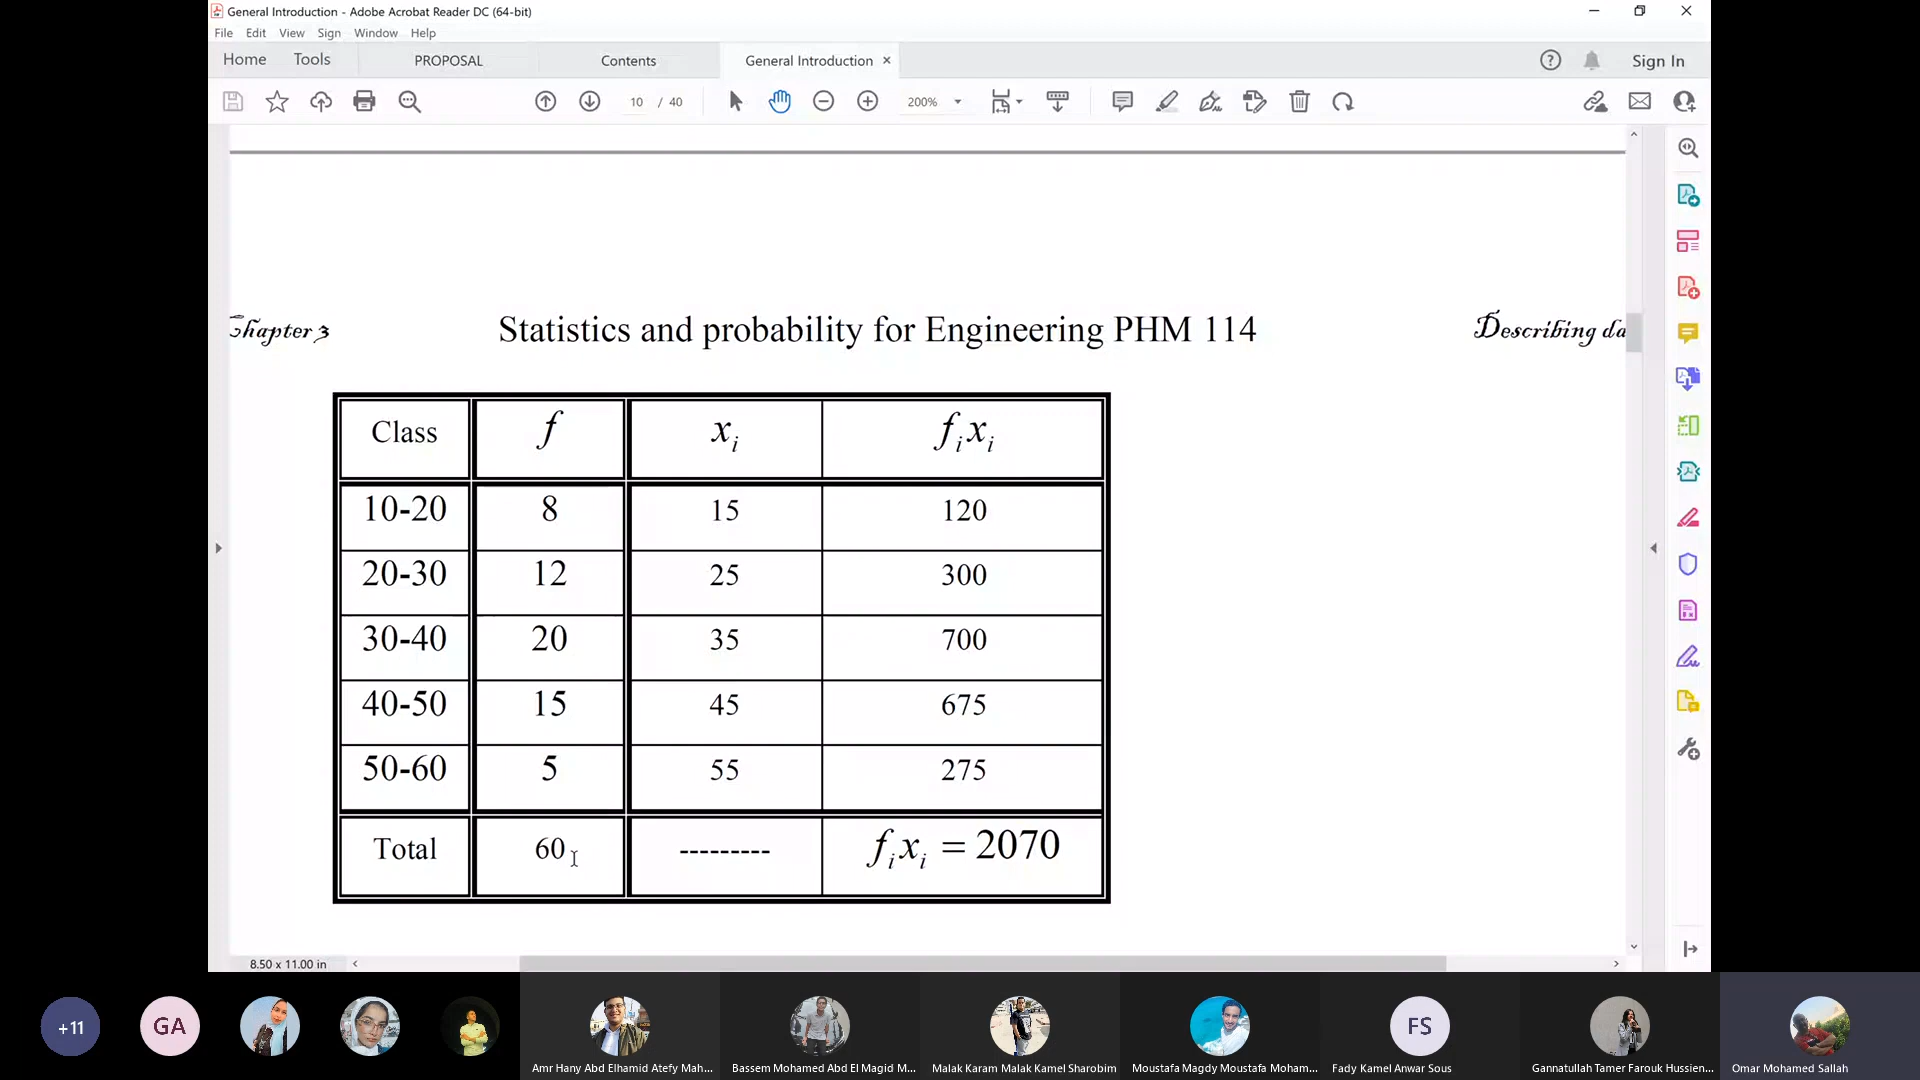 General Introduction - Adobe Acrobat Reader DC (64-bit)
File Edit View Sign Window Help
Home Tools PROPOSAL Contents General Introduction × Sign In
10 / 40 200%
Chapter 3 Statistics and probability for Engineering PHM 114 Describing da
Class f xᵢ fᵢxᵢ
10-20 8 15 120
20-30 12 25 300
30-40 20 35 700
40-50 15 45 675
50-60 5 55 275
Total 60 --------- fᵢxᵢ = 2070
8.50 x 11.00 in
+11 GA FS
Amr Hany Abd Elhamid Atefy Mah... Bassem Mohamed Abd El Magid M... Malak Karam Malak Kamel Sharobim Moustafa Magdy Moustafa Moham... Fady Kamel Anwar Sous Gannatullah Tamer Farouk Hussien... Omar Mohamed Sallah